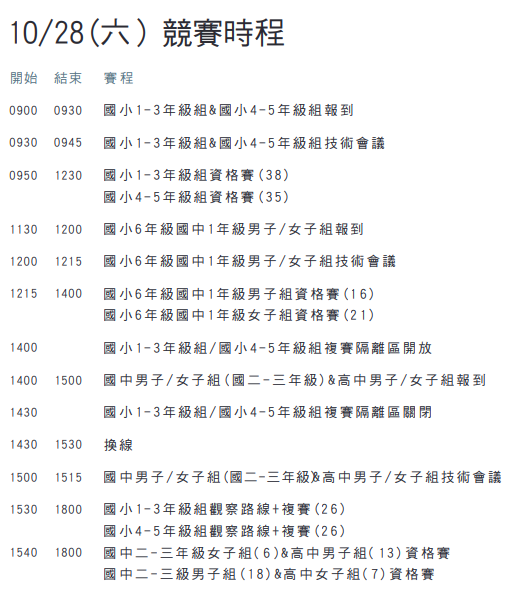 10/28(六) 競賽時程
開始 結束 賽程
0900 0930 國小1-3年級組&國小4-5年級組報到
0930 0945 國小1-3年級組&國小4-5年級組技術會議
0950 1230 國小1-3年級組資格賽(38)
國小4-5年級組資格賽(35)
1130 1200 國小6年級國中1年級男子/女子組報到
1200 1215 國小6年級國中1年級男子/女子組技術會議
1215 1400 國小6年級國中1年級男子組資格賽(16)
國小6年級國中1年級女子組資格賽(21)
1400 國小1-3年級組/國小4-5年級組複賽隔離區開放
1400 1500 國中男子/女子組(國二-三年級)&高中男子/女子組報到
1430 國小1-3年級組/國小4-5年級組複賽隔離區關閉
1430 1530 換線
1500 1515 國中男子/女子組(國二-三年級)&高中男子/女子組技術會議
1530 1800 國小1-3年級組觀察路線+複賽(26)
國小4-5年級組觀察路線+複賽(26)
1540 1800 國中二-三年級女子組(6)&高中男子組(13)資格賽
國中二-三級男子組(18)&高中女子組(7)資格賽